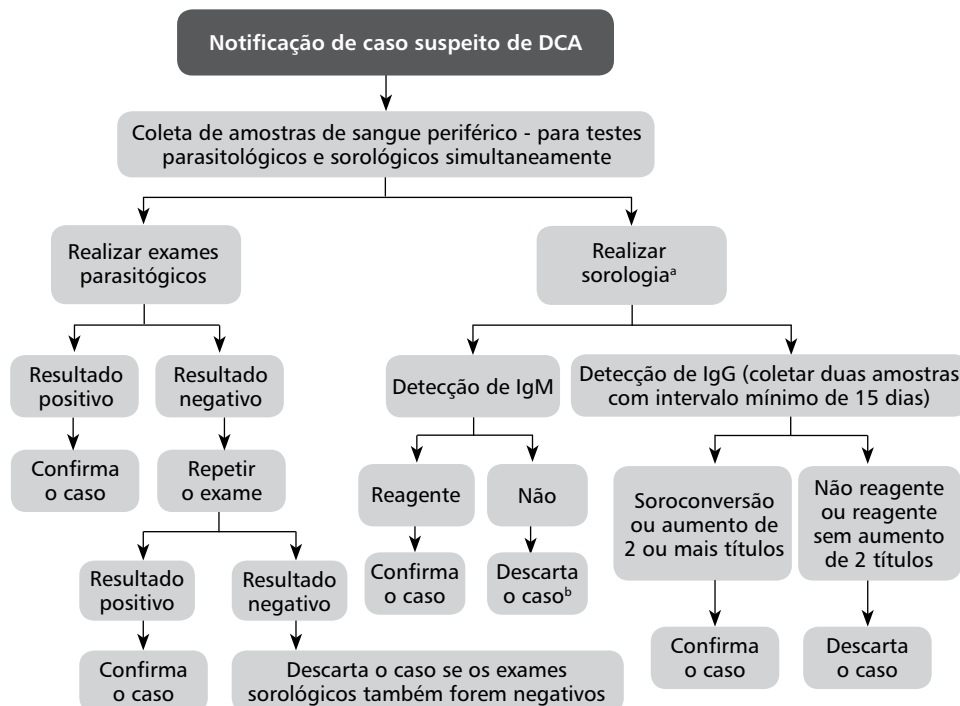 Notificação de caso suspeito de DCA
Coleta de amostras de sangue periférico - para testes
parasitológicos e sorológicos simultaneamente
Realizar exames
parasitógicos
Realizar
sorologiaᵃ
Resultado
positivo
Resultado
negativo
Detecção de IgM
Detecção de IgG (coletar duas amostras
com intervalo mínimo de 15 dias)
Confirma
o caso
Repetir
o exame
Reagente
Não
Soroconversão
ou aumento de
2 ou mais títulos
Não reagente
ou reagente
sem aumento
de 2 títulos
Resultado
positivo
Resultado
negativo
Confirma
o caso
Descarta
o casoᵇ
Confirma
o caso
Descarta o caso se os exames
sorológicos também forem negativos
Confirma
o caso
Descarta
o caso